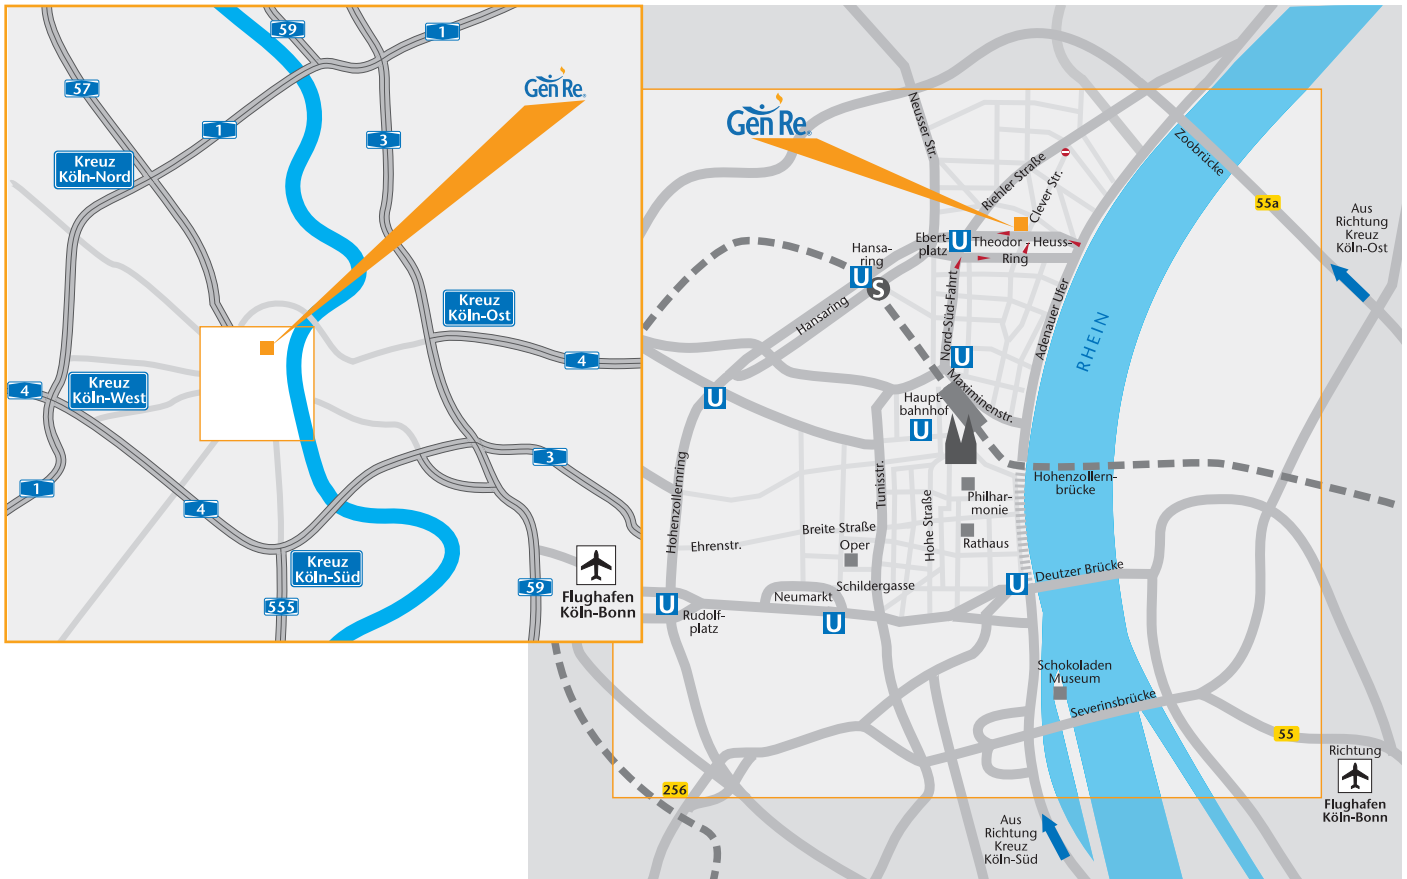 59
1
57
Gen Re
1
3
Kreuz
Köln-Nord
Kreuz
Köln-Ost
4
4
Kreuz
Köln-West
3
1
4
Kreuz
Köln-Süd
59
555
Flughafen
Köln-Bonn
Gen Re
Neusser Str.
Riehler Straße
Clever Str.
Zoobrücke
55a
Aus
Richtung
Kreuz
Köln-Ost
Hansa-
ring
U
S
Ebert-
platz
U
Theodor - Heuss-
Ring
Hansaring
Nord-Süd-Fahrt
Adenauer Ufer
RHEIN
U
Maximinenstr.
U
Haupt-
bahnhof
U
Hohenzollernring
Tunisstr.
Hohe Straße
Hohenzollern-
brücke
Philhar-
monie
Breite Straße
Oper
Rathaus
Ehrenstr.
Deutzer Brücke
U
Schildergasse
Neumarkt
U
U
Rudolf-
platz
Schokoladen
Museum
Severinsbrücke
55
256
Richtung
Flughafen
Köln-Bonn
Aus
Richtung
Kreuz
Köln-Süd